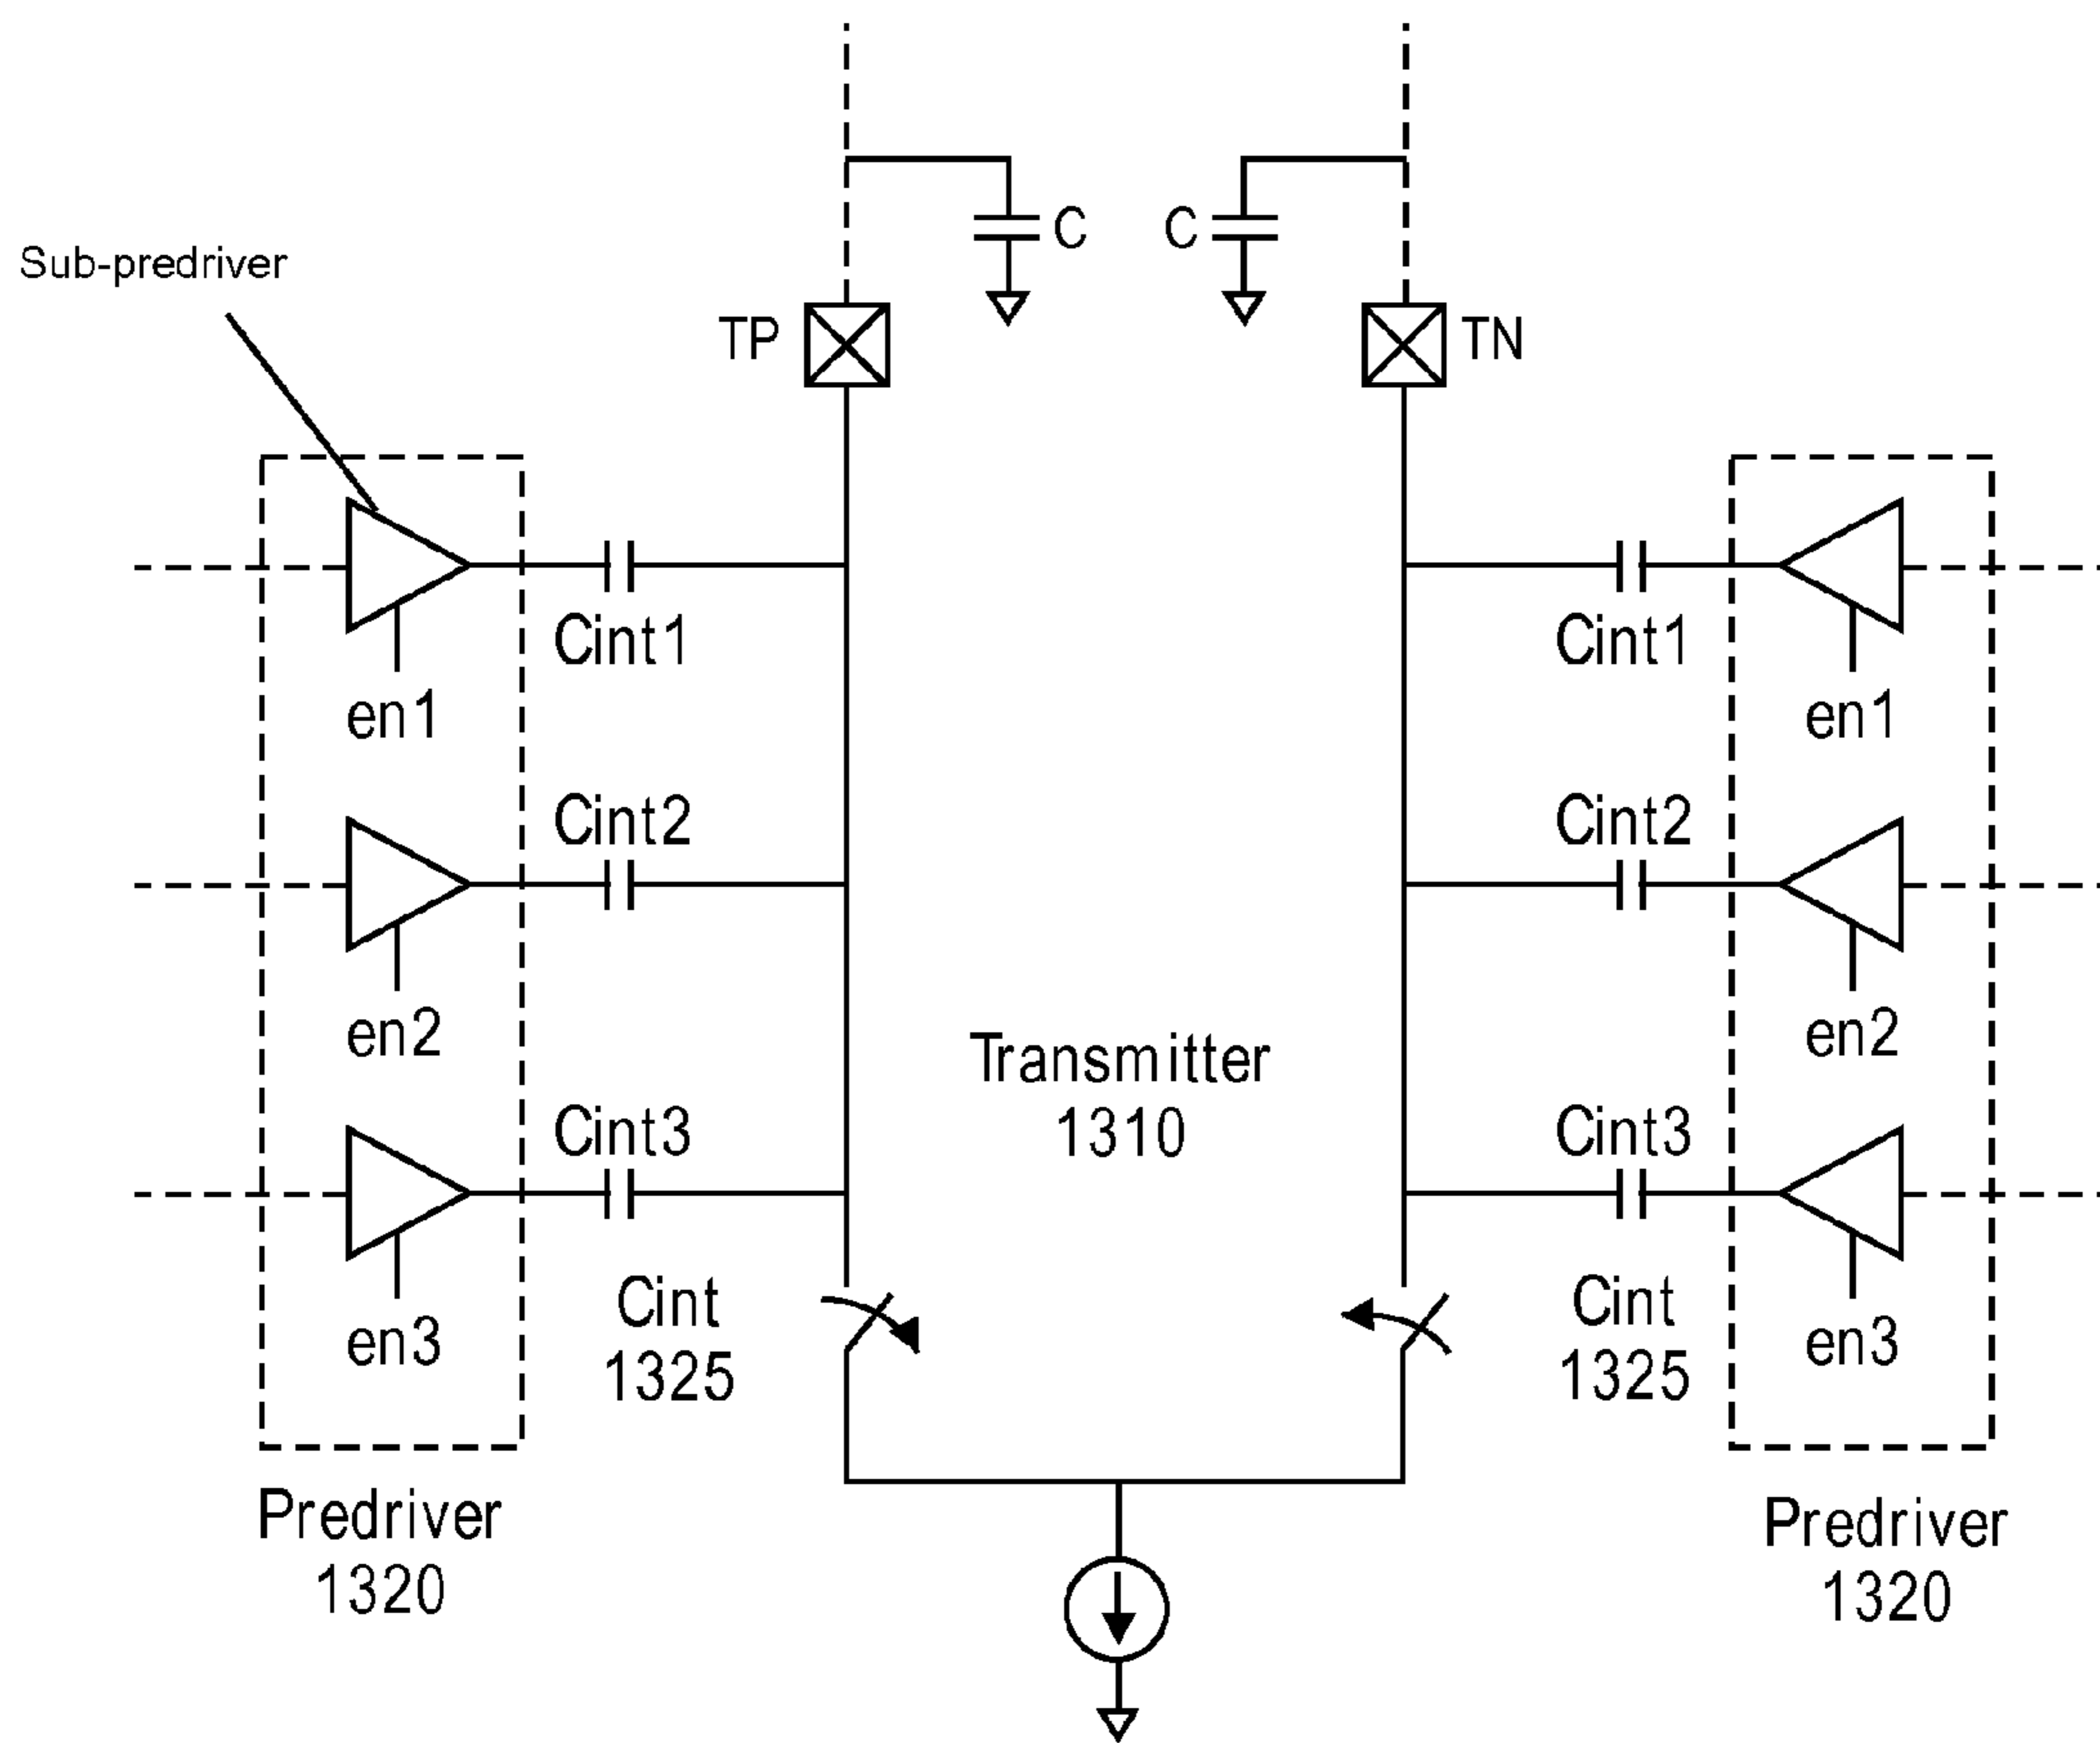 C
C
Sub-predriver
TP
TN
Cint1
Cint1
en1
en1
Cint2
Cint2
en2
en2
Transmitter
1310
Cint3
Cint3
en3
en3
Cint
1325
Cint
1325
Predriver
1320
Predriver
1320